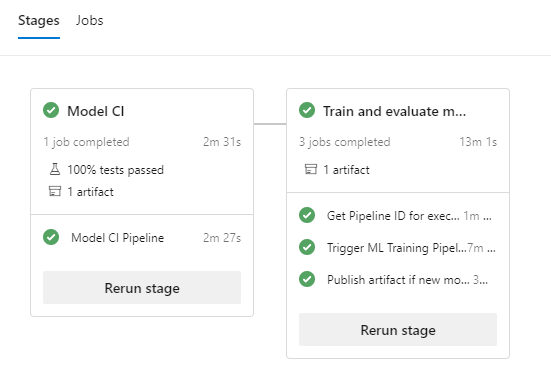 Stages Jobs
Model CI
1 job completed 2m 31s
100% tests passed
1 artifact
Model CI Pipeline 2m 27s
Rerun stage
Train and evaluate m...
3 jobs completed 13m 1s
1 artifact
Get Pipeline ID for exec... 1m ...
Trigger ML Training Pipel...7m ...
Publish artifact if new mo... 3...
Rerun stage